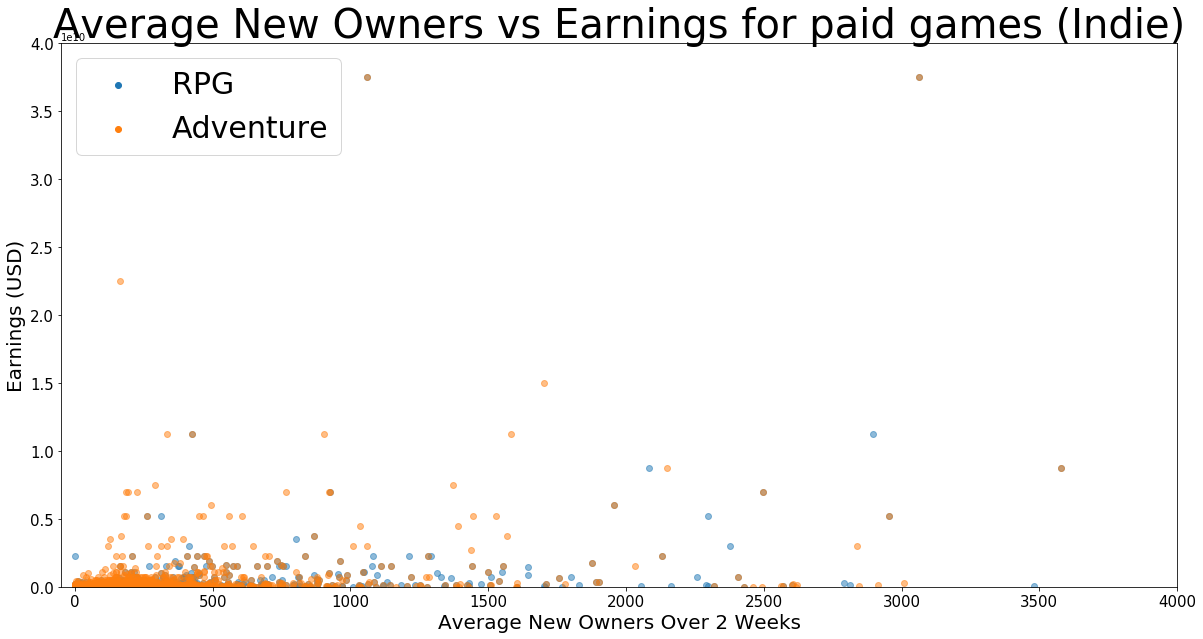 Average New Owners vs Earnings for paid games (Indie)
1e10
4.0
3.5
3.0
2.5
2.0
1.5
1.0
0.5
0.0
Earnings (USD)
RPG
Adventure
0 500 1000 1500 2000 2500 3000 3500 4000
Average New Owners Over 2 Weeks